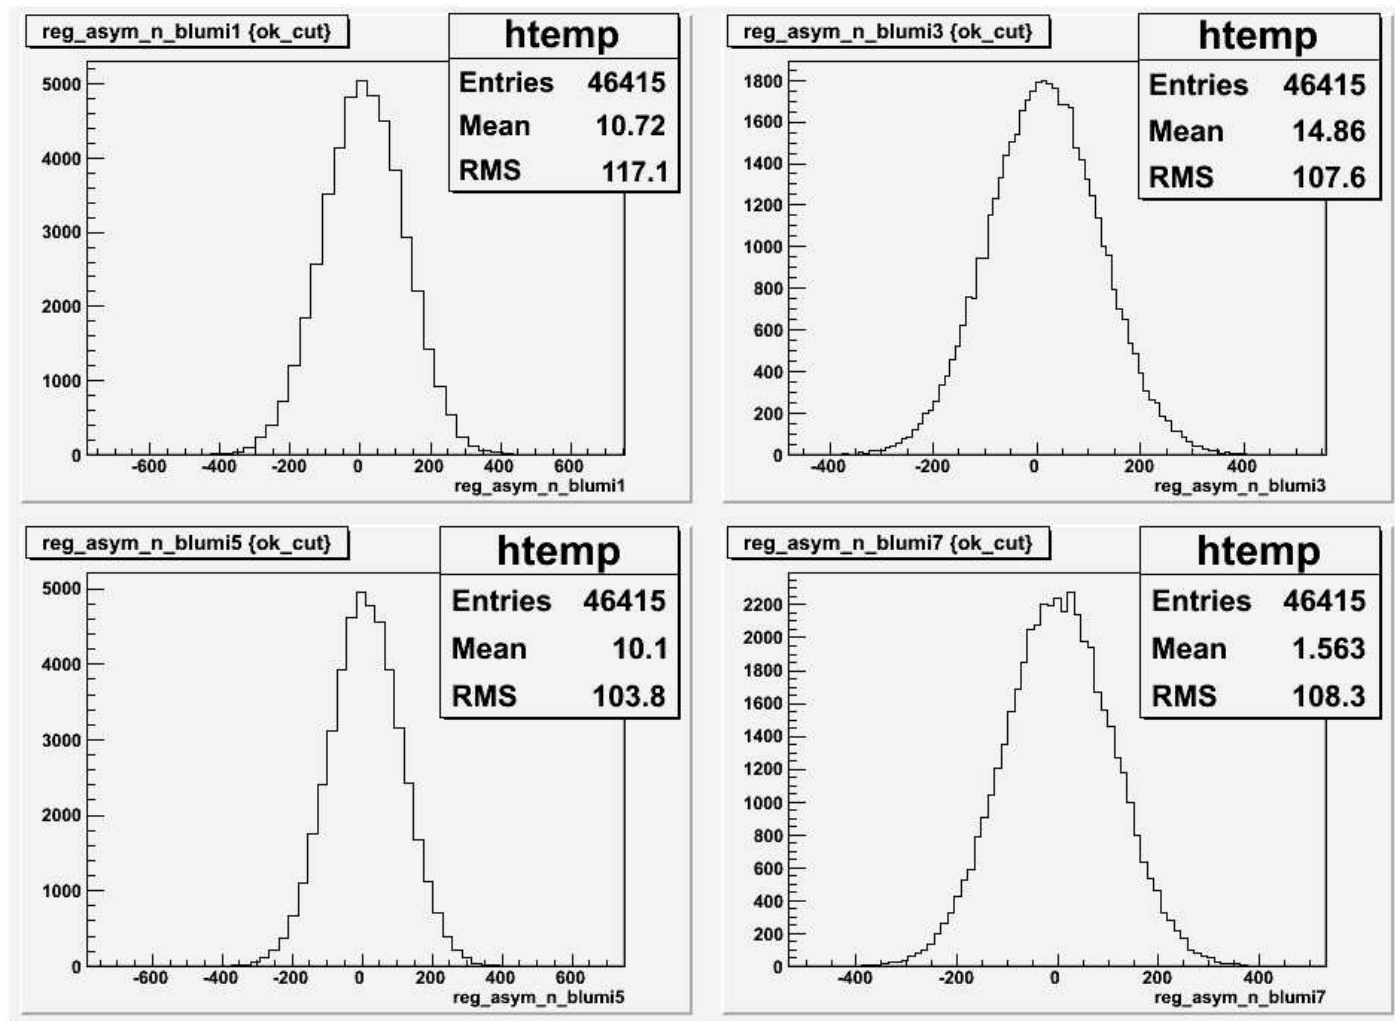 reg_asym_n_blumi1 {ok_cut}
htemp
Entries 46415
Mean 10.72
RMS 117.1
5000
4000
3000
2000
1000
0
-600 -400 -200 0 200 400 600
reg_asym_n_blumi1
reg_asym_n_blumi3 {ok_cut}
htemp
Entries 46415
Mean 14.86
RMS 107.6
1800
1600
1400
1200
1000
800
600
400
200
0
-400 -200 0 200 400
reg_asym_n_blumi3
reg_asym_n_blumi5 {ok_cut}
htemp
Entries 46415
Mean 10.1
RMS 103.8
5000
4000
3000
2000
1000
0
-600 -400 -200 0 200 400 600
reg_asym_n_blumi5
reg_asym_n_blumi7 {ok_cut}
htemp
Entries 46415
Mean 1.563
RMS 108.3
2200
2000
1800
1600
1400
1200
1000
800
600
400
200
0
-400 -200 0 200 400
reg_asym_n_blumi7